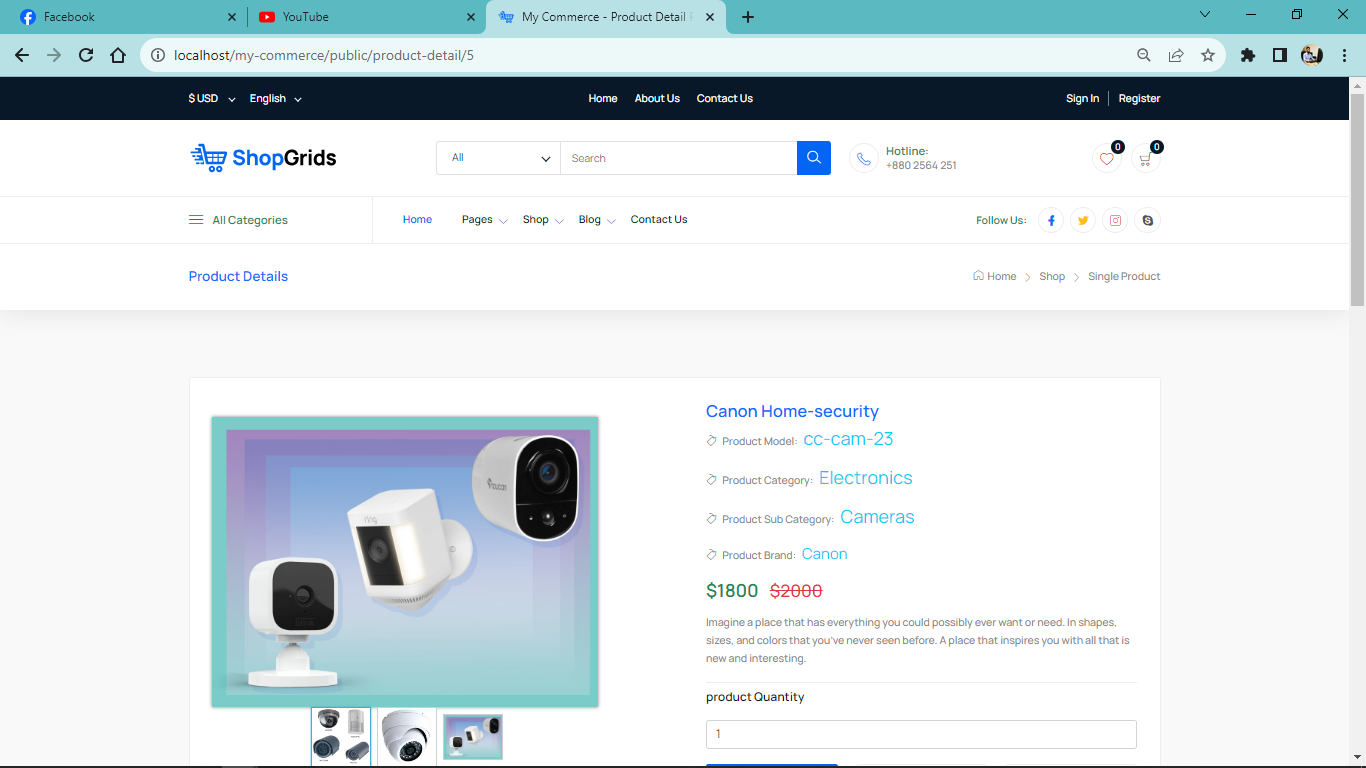 Facebook
YouTube
My Commerce - Product Detail
localhost/my-commerce/public/product-detail/5
$ USD English Home About Us Contact Us Sign In Register
ShopGrids All Search Hotline: 0 0
+880 2564 251
All Categories Home Pages Shop Blog Contact Us Follow Us:
Product Details Home Shop Single Product
Canon Home-security
Product Model: cc-cam-23
Product Category: Electronics
Product Sub Category: Cameras
Product Brand: Canon
$1800 $2000
Imagine a place that has everything you could possibly ever want or need. In shapes,
sizes, and colors that you've never seen before. A place that inspires you with all that is
new and interesting.
product Quantity
1
ring